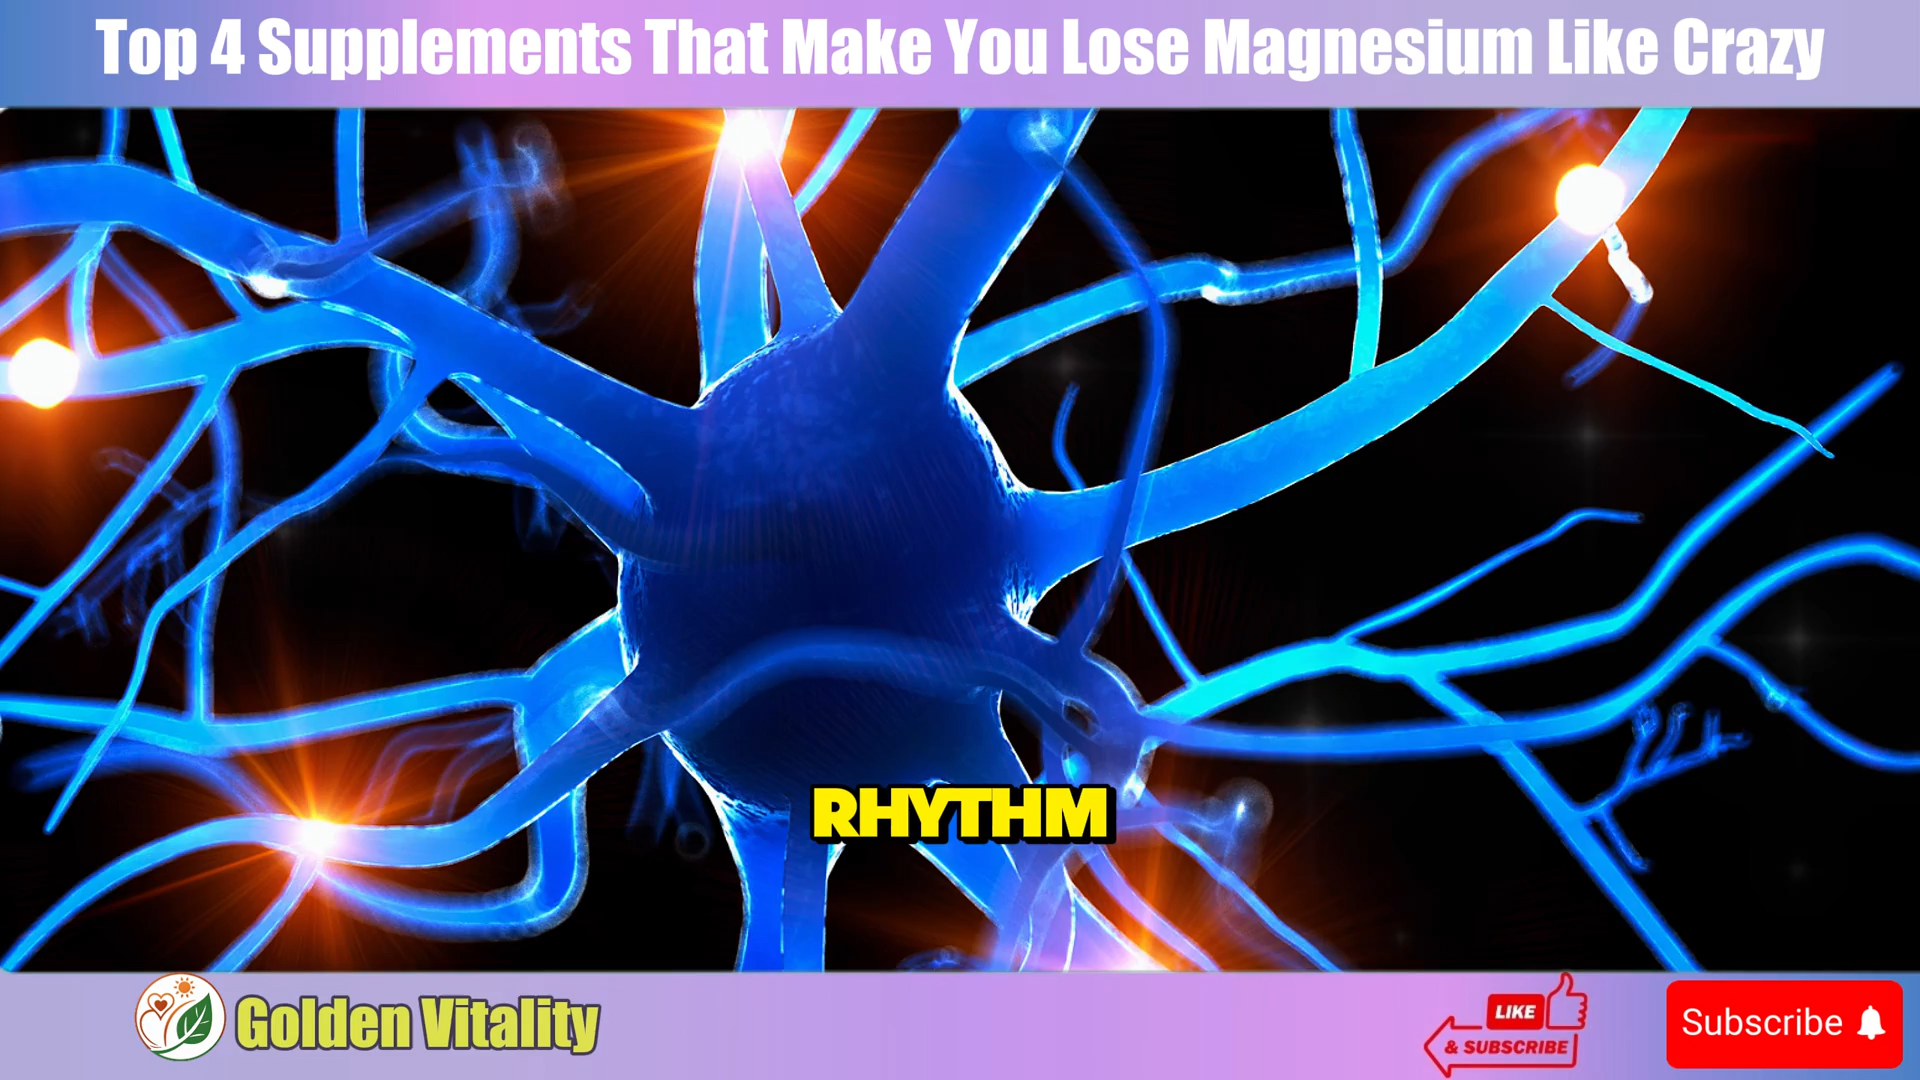 Top 4 Supplements That Make You Lose Magnesium Like Crazy
RHYTHM
Golden Vitality
LIKE
& SUBSCRIBE
Subscribe